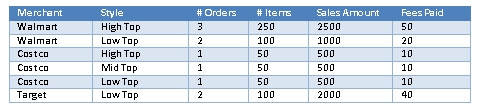 Merchant Style # Orders # Items Sales Amount Fees Paid
Walmart High Top 3 250 2500 50
Walmart Low Top 2 100 1000 20
Costco High Top 1 50 500 10
Costco Mid Top 1 50 500 10
Costco Low Top 1 50 500 10
Target Low Top 2 100 2000 40